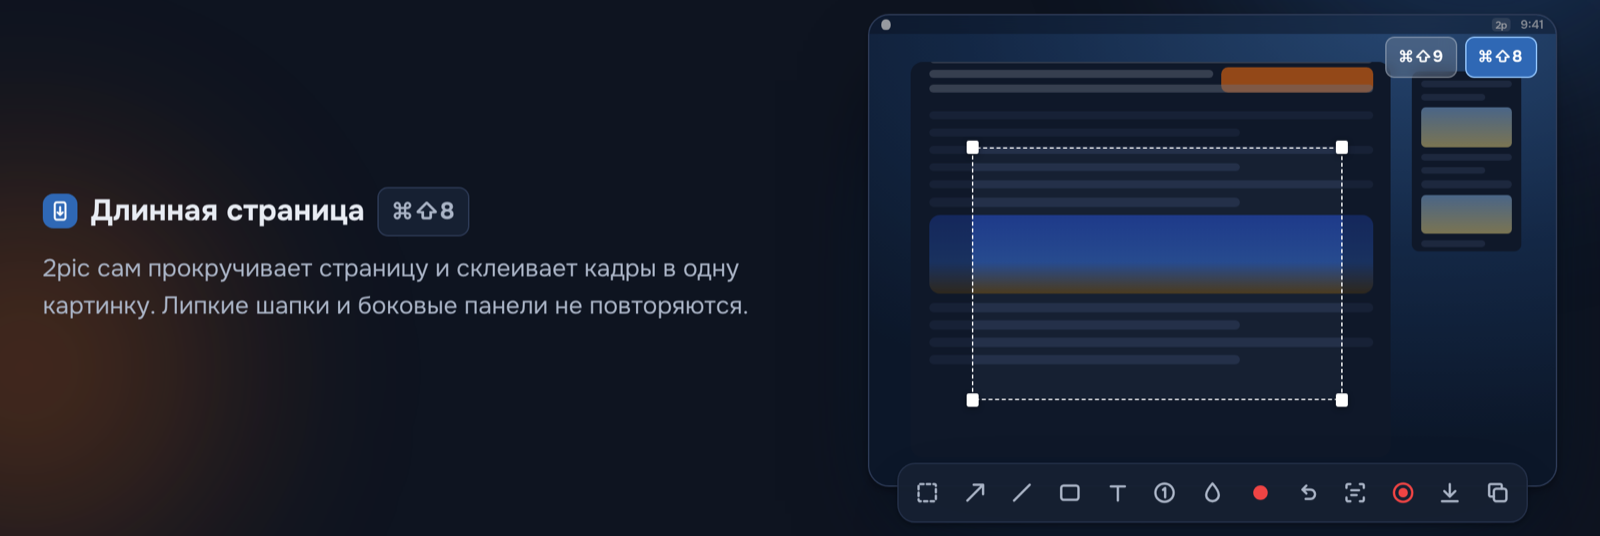 2p 9:41
⌘⇧9 ⌘⇧8
Длинная страница ⌘⇧8
2pic сам прокручивает страницу и склеивает кадры в одну
картинку. Липкие шапки и боковые панели не повторяются.
T 1